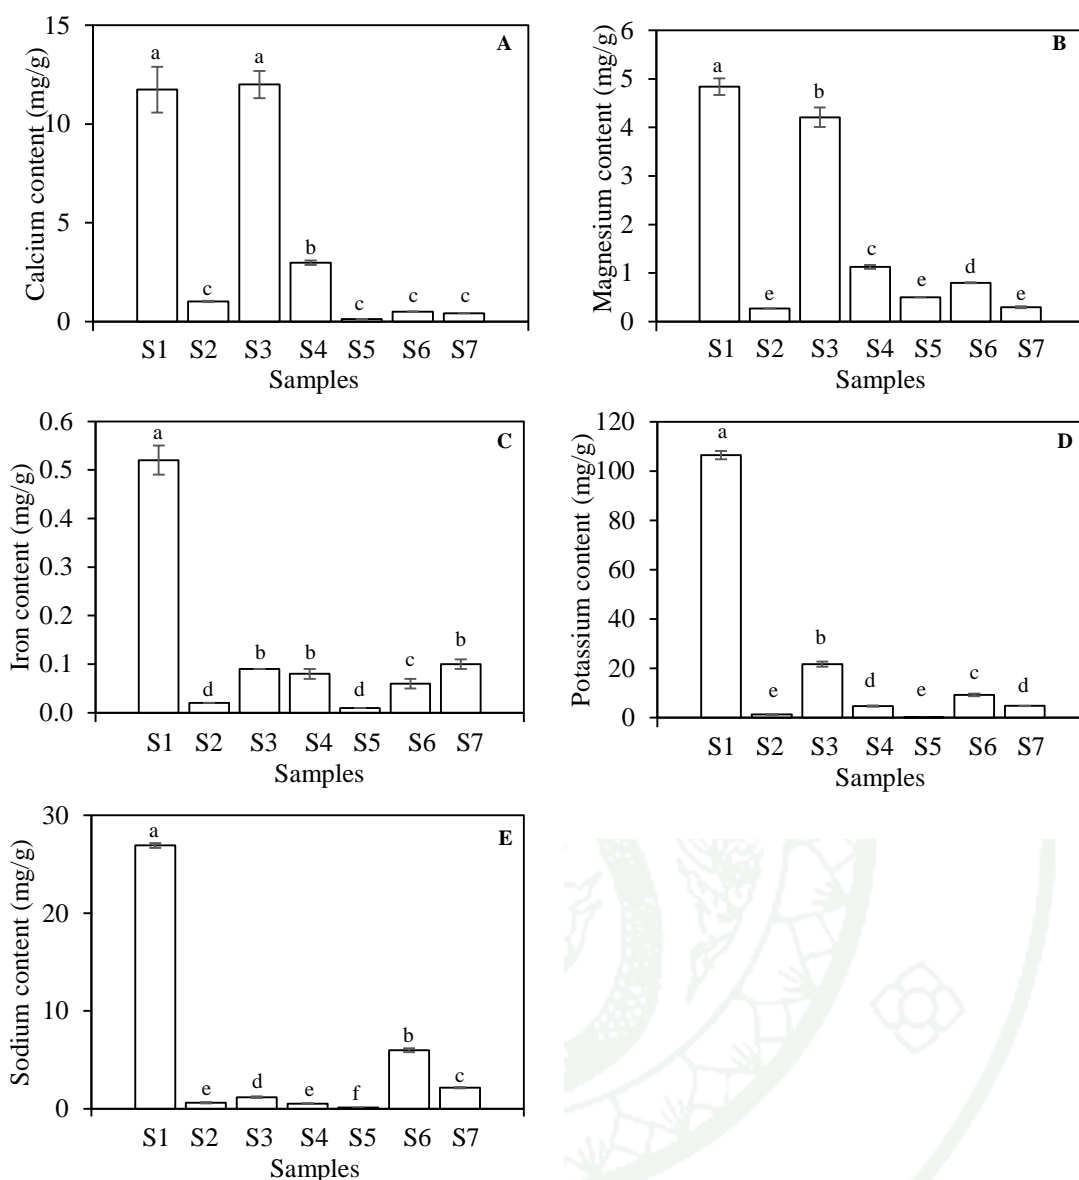 A
Calcium content (mg/g)
15
10
5
0
a
c
a
b
c
c
c
S1 S2 S3 S4 S5 S6 S7
Samples
B
Magnesium content (mg/g)
6
5
4
3
2
1
0
a
e
b
c
e
d
e
S1 S2 S3 S4 S5 S6 S7
Samples
C
Iron content (mg/g)
0.6
0.5
0.4
0.3
0.2
0.1
0.0
a
d
b
b
d
c
b
S1 S2 S3 S4 S5 S6 S7
Samples
D
Potassium content (mg/g)
120
100
80
60
40
20
0
a
e
b
d
e
c
d
S1 S2 S3 S4 S5 S6 S7
Samples
E
Sodium content (mg/g)
30
20
10
0
a
e
d
e
f
b
c
S1 S2 S3 S4 S5 S6 S7
Samples